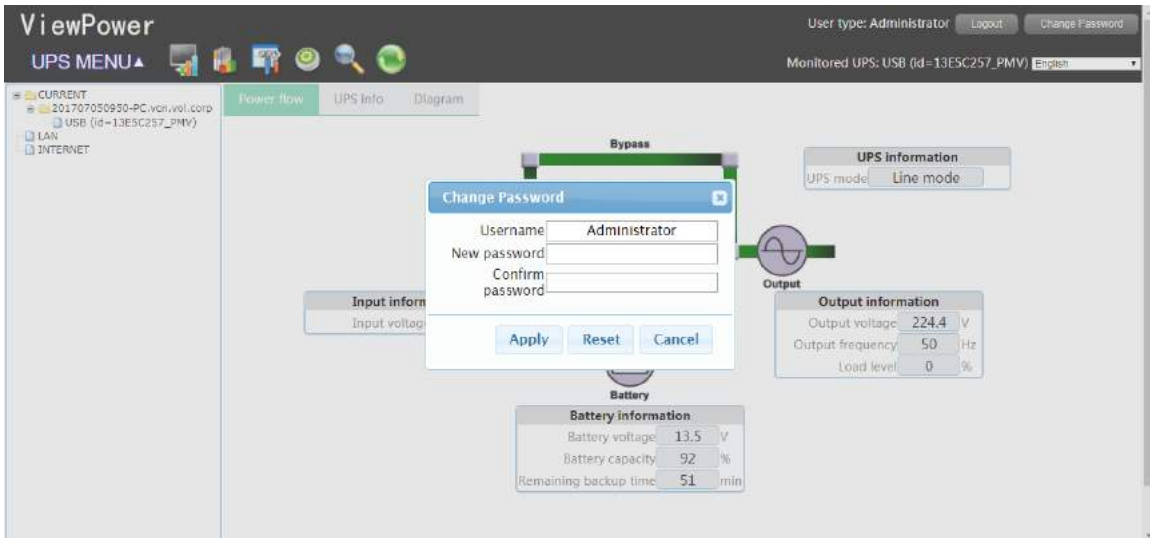 ViewPower
User type: Administrator Logout Change Password
UPS MENU▲
Monitored UPS: USB (id=13E5C257_PMV) English
CURRENT
201707050950-PC.vcn.vol.corp
USB (id=13E5C257_PMV)
LAN
INTERNET
Power flow UPS Info Diagram
Bypass
UPS information
UPS mode Line mode
Change Password
Username Administrator
New password
Confirm
password
Apply Reset Cancel
Input inform
Input voltag
Output
Output information
Output voltage 224.4 V
Output frequency 50 Hz
Load level 0 %
Battery
Battery information
Battery voltage 13.5 V
Battery capacity 92 %
Remaining backup time 51 min